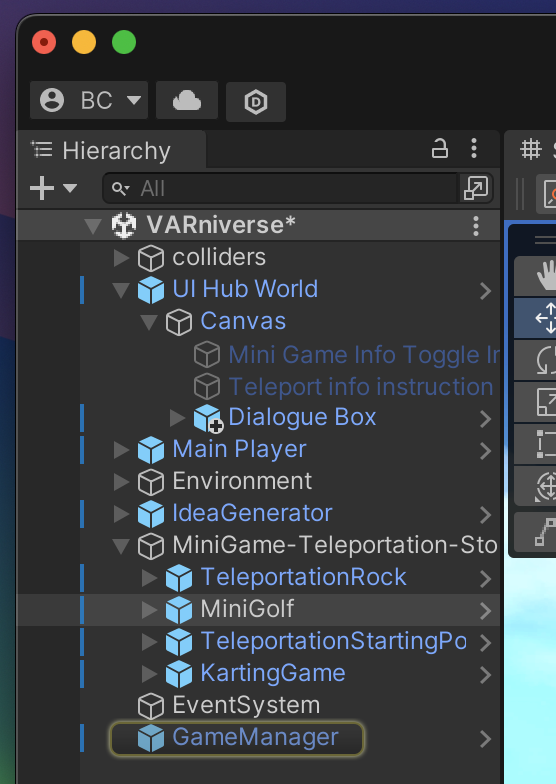 BC
Hierarchy
All
VARniverse*
colliders
UI Hub World
Canvas
Mini Game Info Toggle
Teleport info instruction
Dialogue Box
Main Player
Environment
IdeaGenerator
MiniGame-Teleportation-Sto
TeleportationRock
MiniGolf
TeleportationStartingPo
KartingGame
EventSystem
GameManager